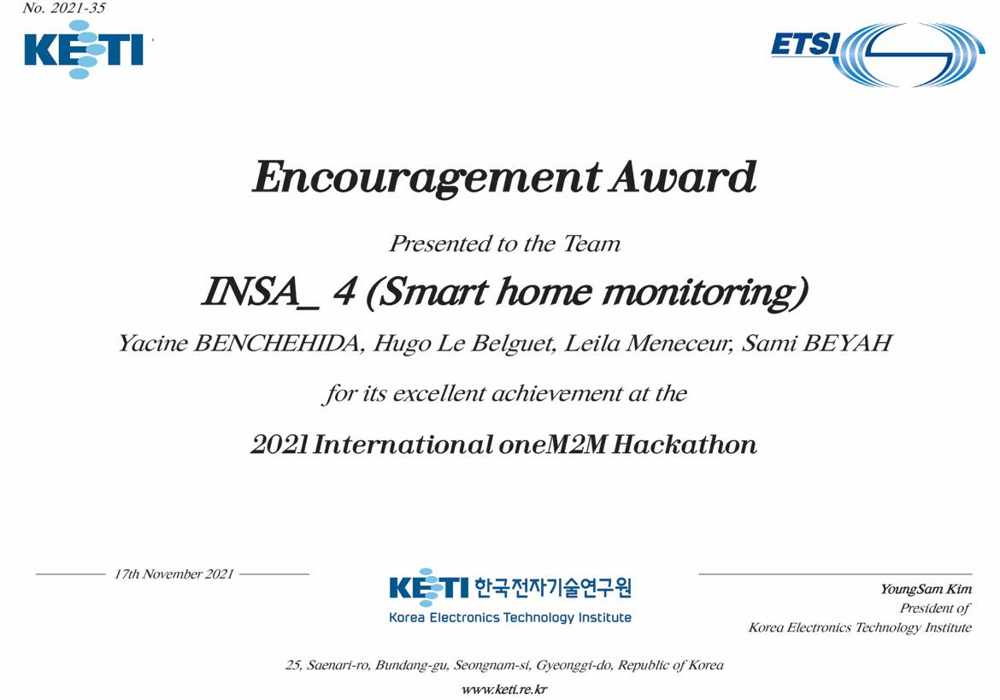 No. 2021-35
KETI
ETSI
Encouragement Award
Presented to the Team
INSA_ 4 (Smart home monitoring)
Yacine BENCHEHIDA, Hugo Le Belguet, Leila Meneceur, Sami BEYAH
for its excellent achievement at the
2021 International oneM2M Hackathon
17th November 2021
KETI 한국전자기술연구원
Korea Electronics Technology Institute
YoungSam Kim
President of
Korea Electronics Technology Institute
25, Saenari-ro, Bundang-gu, Seongnam-si, Gyeonggi-do, Republic of Korea
www.keti.re.kr